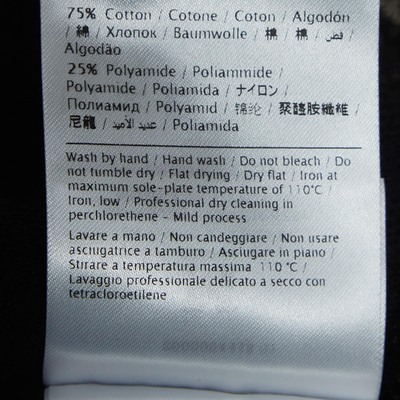 75% Cotton / Cotone / Coton / Algodón
/ 綿 / Хлопок / Baumwolle / 棉 / 棉 / قطن /
Algodão
25% Polyamide / Poliammide /
Polyamide / Poliamida / ナイロン /
Полиамид / Polyamid / 锦纶 / 聚醯胺纖維 /
尼龍 / عديد الأميد / Poliamida
Wash by hand / Hand wash / Do not bleach / Do
not tumble dry / Flat drying / Dry flat / Iron at
maximum sole-plate temperature of 110°C /
Iron, low / Professional dry cleaning in
perchlorethene - Mild process
Lavare a mano / Non candeggiare / Non usare
asciugatrice a tamburo / Asciugare in piano /
Stirare a temperatura massima 110 °C /
Lavaggio professionale delicato a secco con
tetracloroetilene